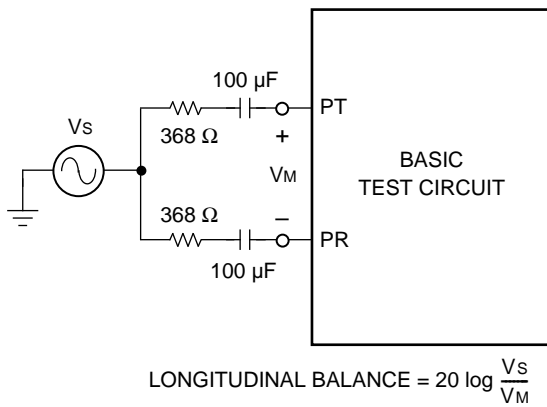 100 µF
VS
PT
368 Ω
+
VM
BASIC
TEST CIRCUIT
368 Ω
–
PR
100 µF
LONGITUDINAL BALANCE = 20 log VS
VM